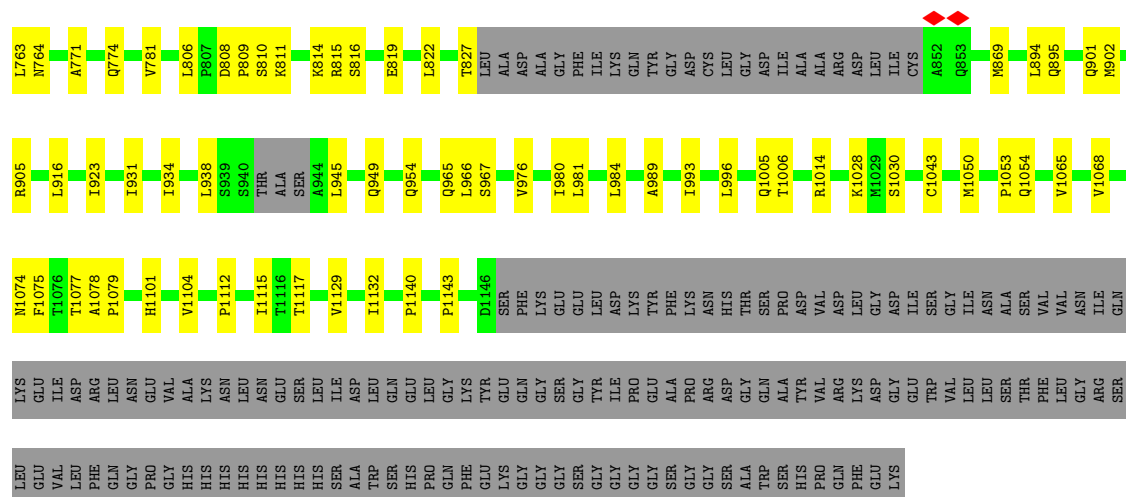 L763 N764 A771 Q774 V781 L806 P807 D808 P809 S810 K811 K814 R815 S816 E819 L822 T827 LEU ALA ASP ALA GLY PHE ILE LYS GLN TYR GLY ASP CYS LEU GLY ASP ILE ALA ALA ARG ASP LEU ILE CYS A852 Q853 M869 L894 Q895 Q901 M902
R905 L916 I923 I931 I934 L938 S939 S940 THR ALA SER A944 L945 Q949 Q954 Q965 L966 S967 V976 I980 L981 L984 A989 I993 L996 Q1005 T1006 R1014 K1028 M1029 S1030 C1043 M1050 P1053 Q1054 V1065 V1068
N1074 F1075 T1076 T1077 A1078 P1079 H1101 V1104 P1112 I1115 T1116 T1117 V1129 I1132 P1140 P1143 D1146 SER PHE LYS GLU GLU LEU ASP LYS TYR PHE LYS ASN HIS THR SER PRO ASP VAL ASP LEU GLY ASP ILE SER GLY ILE ASN ALA SER VAL VAL ASN ILE GLN
LYS GLU ILE ASP ARG LEU ASN GLU VAL ALA LYS ASN LEU ASN GLU SER LEU ILE ASP LEU GLN GLU LEU GLY LYS TYR GLU GLN GLY SER GLY TYR ILE PRO GLU ALA PRO ARG ASP GLY GLN ALA TYR VAL ARG LYS ASP GLY GLU TRP VAL LEU LEU SER THR PHE LEU GLY ARG SER
LEU GLU VAL LEU PHE GLN GLY PRO GLY HIS HIS HIS HIS HIS HIS HIS HIS SER ALA TRP SER HIS PRO GLN PHE GLU LYS GLY GLY GLY SER GLY GLY GLY GLY SER GLY GLY SER ALA TRP SER HIS PRO GLN PHE GLU LYS